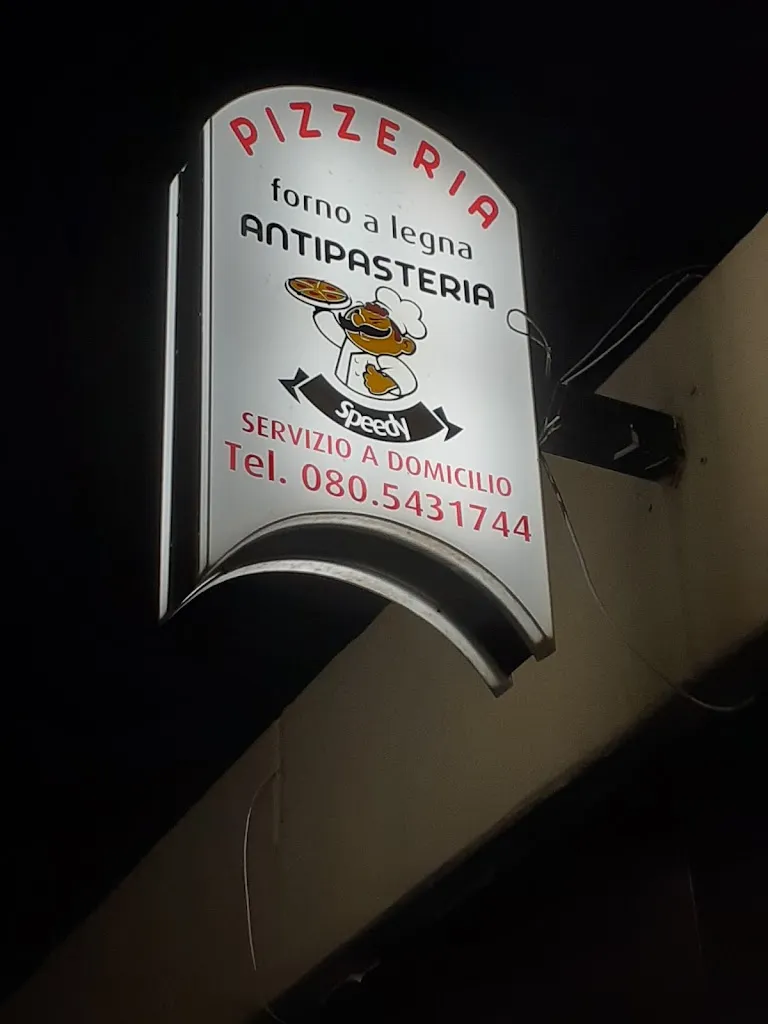 PIZZERIA
forno a legna
ANTIPASTERIA
Speedy
SERVIZIO A DOMICILIO
Tel. 080.5431744